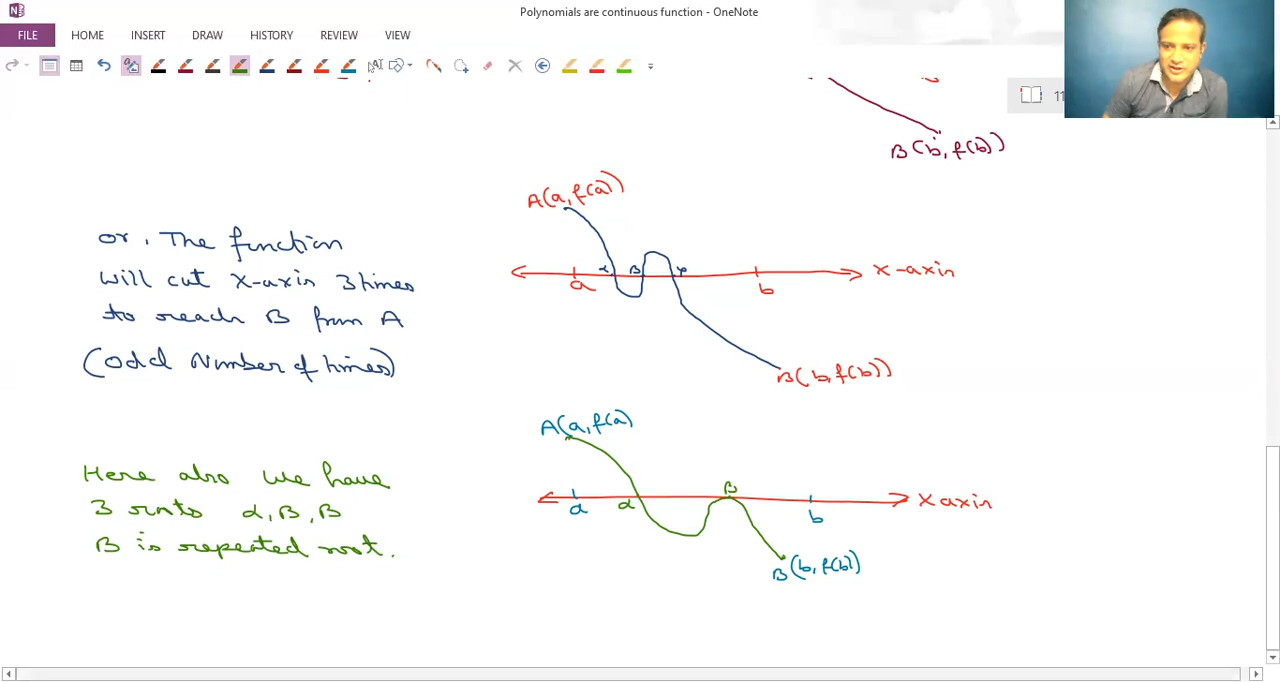 Polynomials are continuous function - OneNote
FILE HOME INSERT DRAW HISTORY REVIEW VIEW
11
B(b, f(b))
A(a, f(a))
or, The function
will cut X-axis 3 times
to reach B from A
(odd Number of times)
α β γ
a b
X-axis
B(b, f(b))
A(a, f(a)
Here also we have
3 roots α, β, β
β is repeated root.
α β
a b
X axis
B(b, f(b))